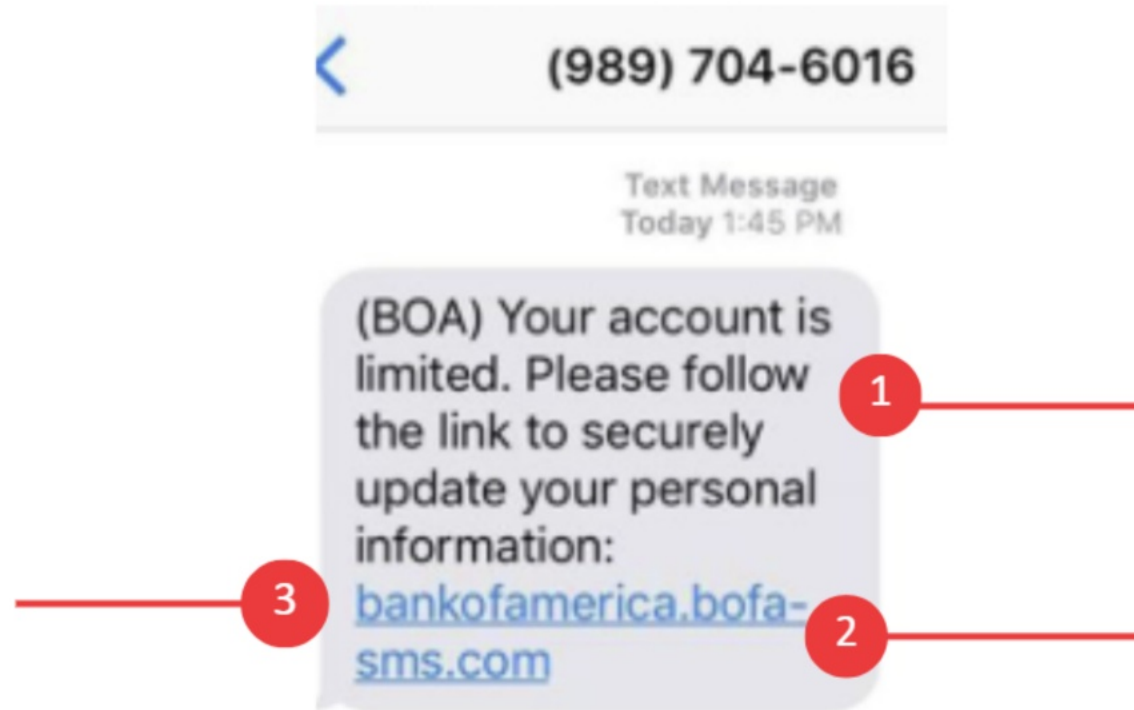 (989) 704-6016
Text Message
Today 1:45 PM
(BOA) Your account is
limited. Please follow
the link to securely
update your personal
information:
bankofamerica.bofa-
sms.com
1
2
3